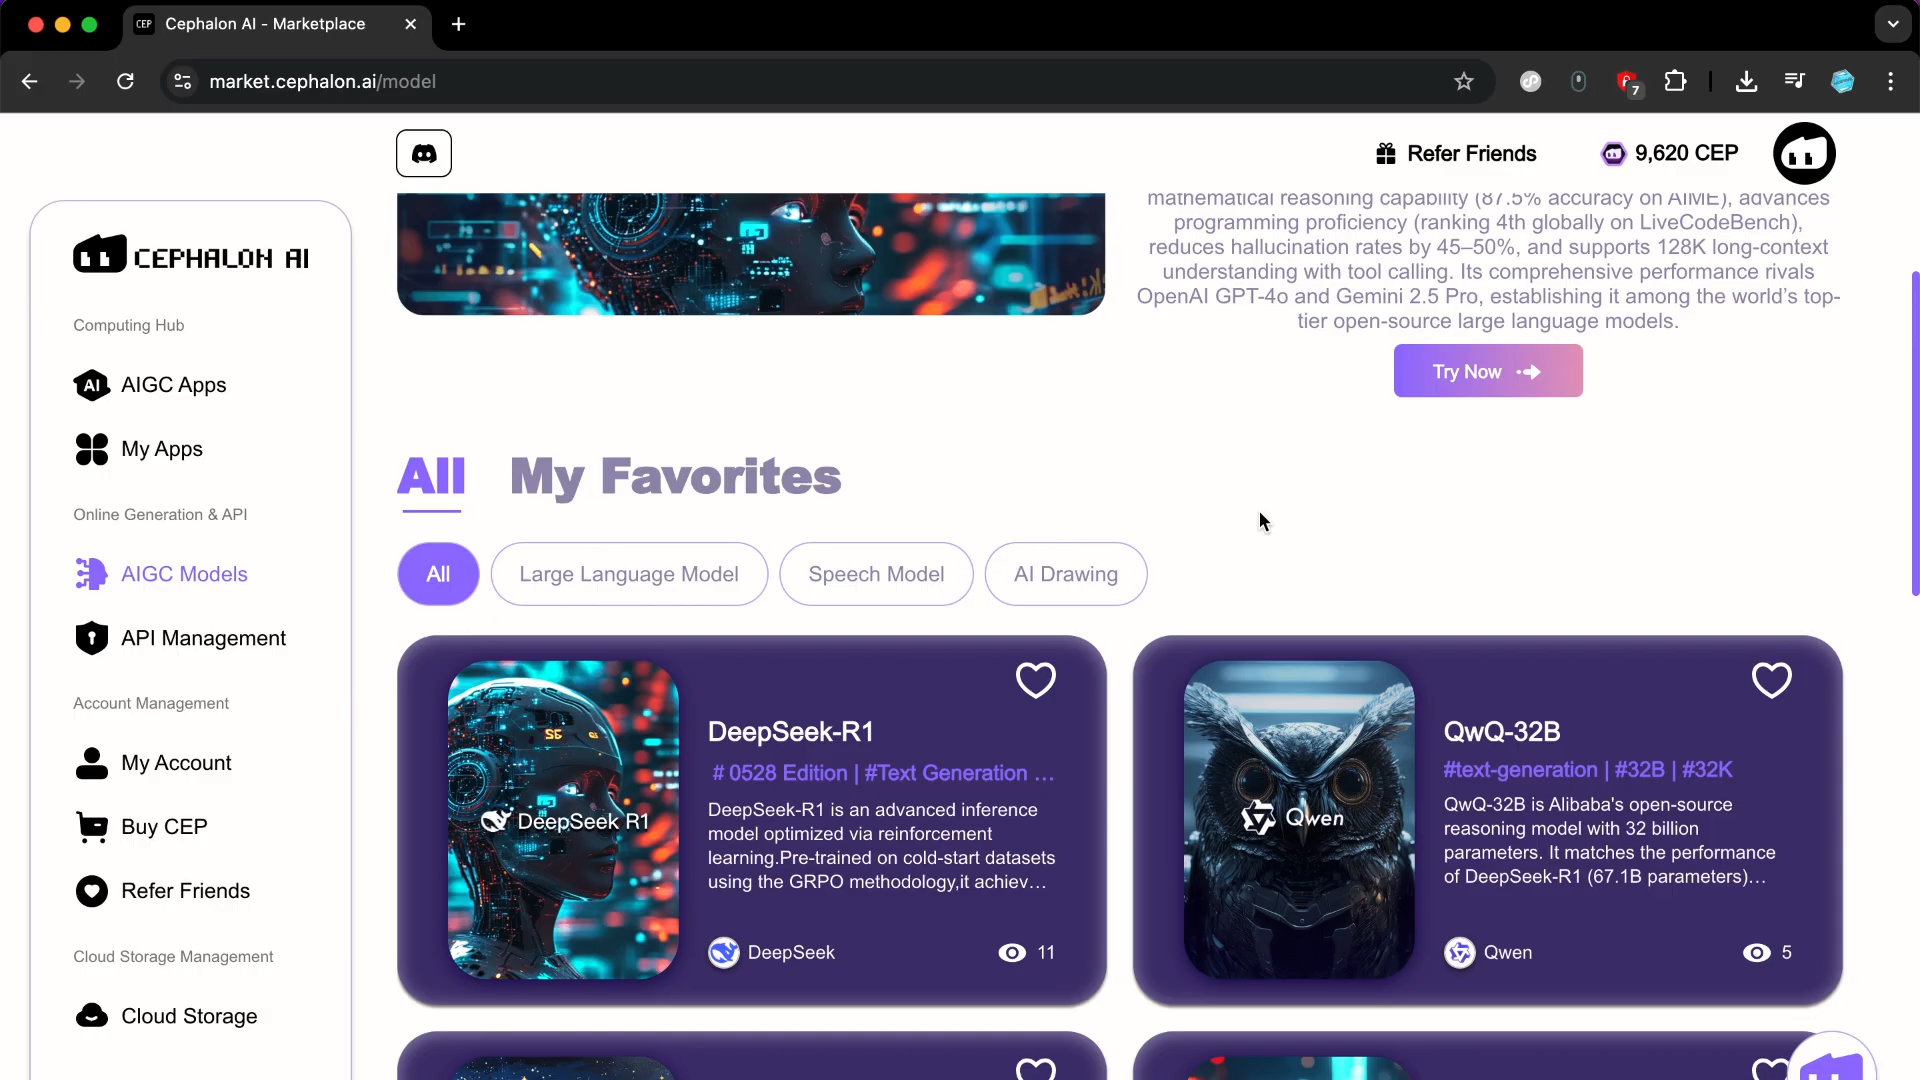 CEP Cephalon AI - Marketplace
market.cephalon.ai/model
7
Refer Friends
9,620 CEP
CEPHALON AI
Computing Hub
AI AIGC Apps
My Apps
Online Generation & API
AIGC Models
API Management
Account Management
My Account
Buy CEP
Refer Friends
Cloud Storage Management
Cloud Storage
mathematical reasoning capability (87.5% accuracy on AIME), advances
programming proficiency (ranking 4th globally on LiveCodeBench),
reduces hallucination rates by 45–50%, and supports 128K long-context
understanding with tool calling. Its comprehensive performance rivals
OpenAI GPT-4o and Gemini 2.5 Pro, establishing it among the world's top-
tier open-source large language models.
Try Now
All My Favorites
All Large Language Model Speech Model AI Drawing
DeepSeek R1
DeepSeek-R1
# 0528 Edition | #Text Generation ...
DeepSeek-R1 is an advanced inference
model optimized via reinforcement
learning.Pre-trained on cold-start datasets
using the GRPO methodology,it achiev...
DeepSeek 11
Qwen
QwQ-32B
#text-generation | #32B | #32K
QwQ-32B is Alibaba's open-source
reasoning model with 32 billion
parameters. It matches the performance
of DeepSeek-R1 (67.1B parameters)...
Qwen 5